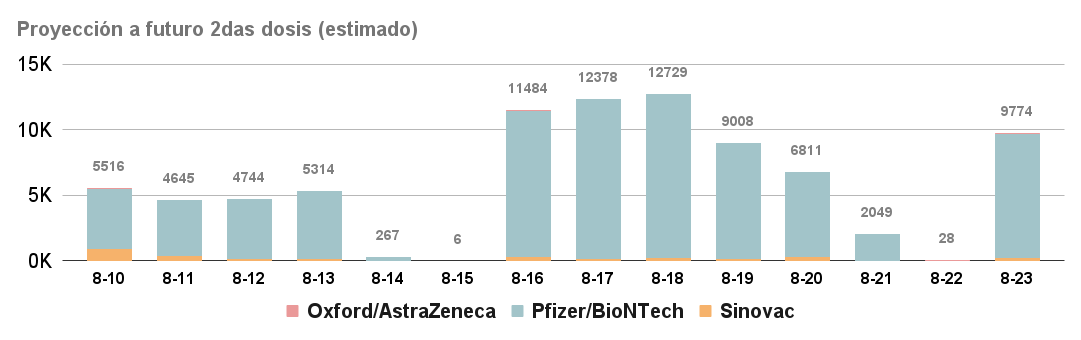 Proyección a futuro 2das dosis (estimado)
15K
10K
5K
0K
5516
4645
4744
5314
267
6
11484
12378
12729
9008
6811
2049
28
9774
8-10 8-11 8-12 8-13 8-14 8-15 8-16 8-17 8-18 8-19 8-20 8-21 8-22 8-23
Oxford/AstraZeneca Pfizer/BioNTech Sinovac